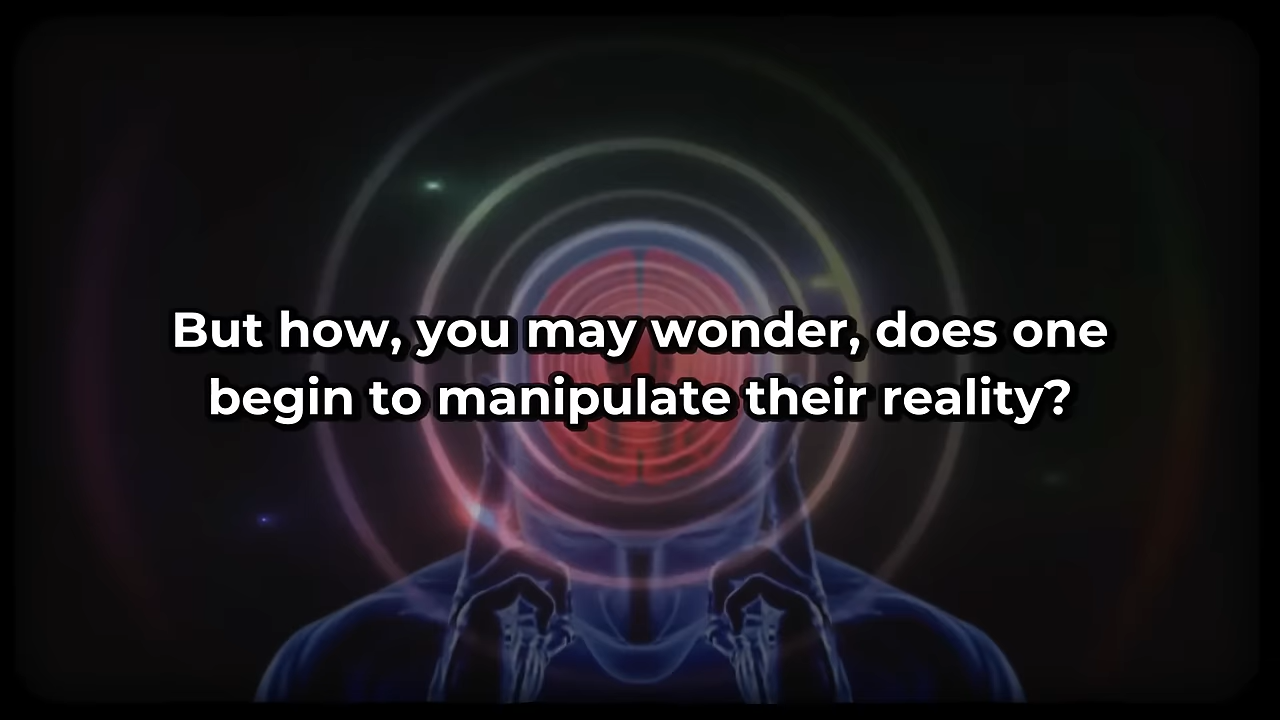 But how, you may wonder, does one
begin to manipulate their reality?